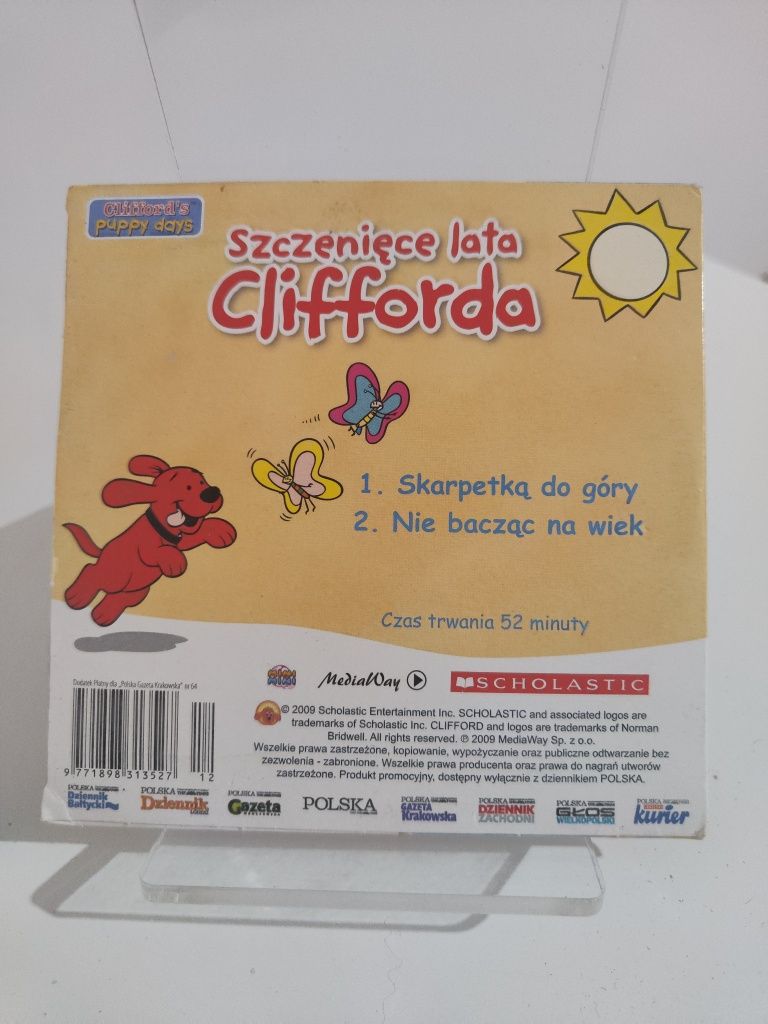 Clifford's
puppy days
Szczenięce lata
Clifforda
1. Skarpetką do góry
2. Nie bacząc na wiek
Czas trwania 52 minuty
Dodatek Płatny dla „Polska Gazeta Krakowska" nr 64
MiNi MiNi
MediaWay
SCHOLASTIC
© 2009 Scholastic Entertainment Inc. SCHOLASTIC and associated logos are
trademarks of Scholastic Inc. CLIFFORD and logos are trademarks of Norman
Bridwell. All rights reserved. ℗ 2009 MediaWay Sp. z o.o.
Wszelkie prawa zastrzeżone, kopiowanie, wypożyczanie oraz publiczne odtwarzanie bez
zezwolenia - zabronione. Wszelkie prawa producenta oraz prawa do nagrań utworów
zastrzeżone. Produkt promocyjny, dostępny wyłącznie z dziennikiem POLSKA.
9 771898 313527 12
POLSKA Dziennik Bałtycki
POLSKA Dziennik Łódzki
POLSKA Gazeta
POLSKA
POLSKA GAZETA Krakowska
POLSKA DZIENNIK ZACHODNI
POLSKA GŁOS WIELKOPOLSKI
POLSKA kurier